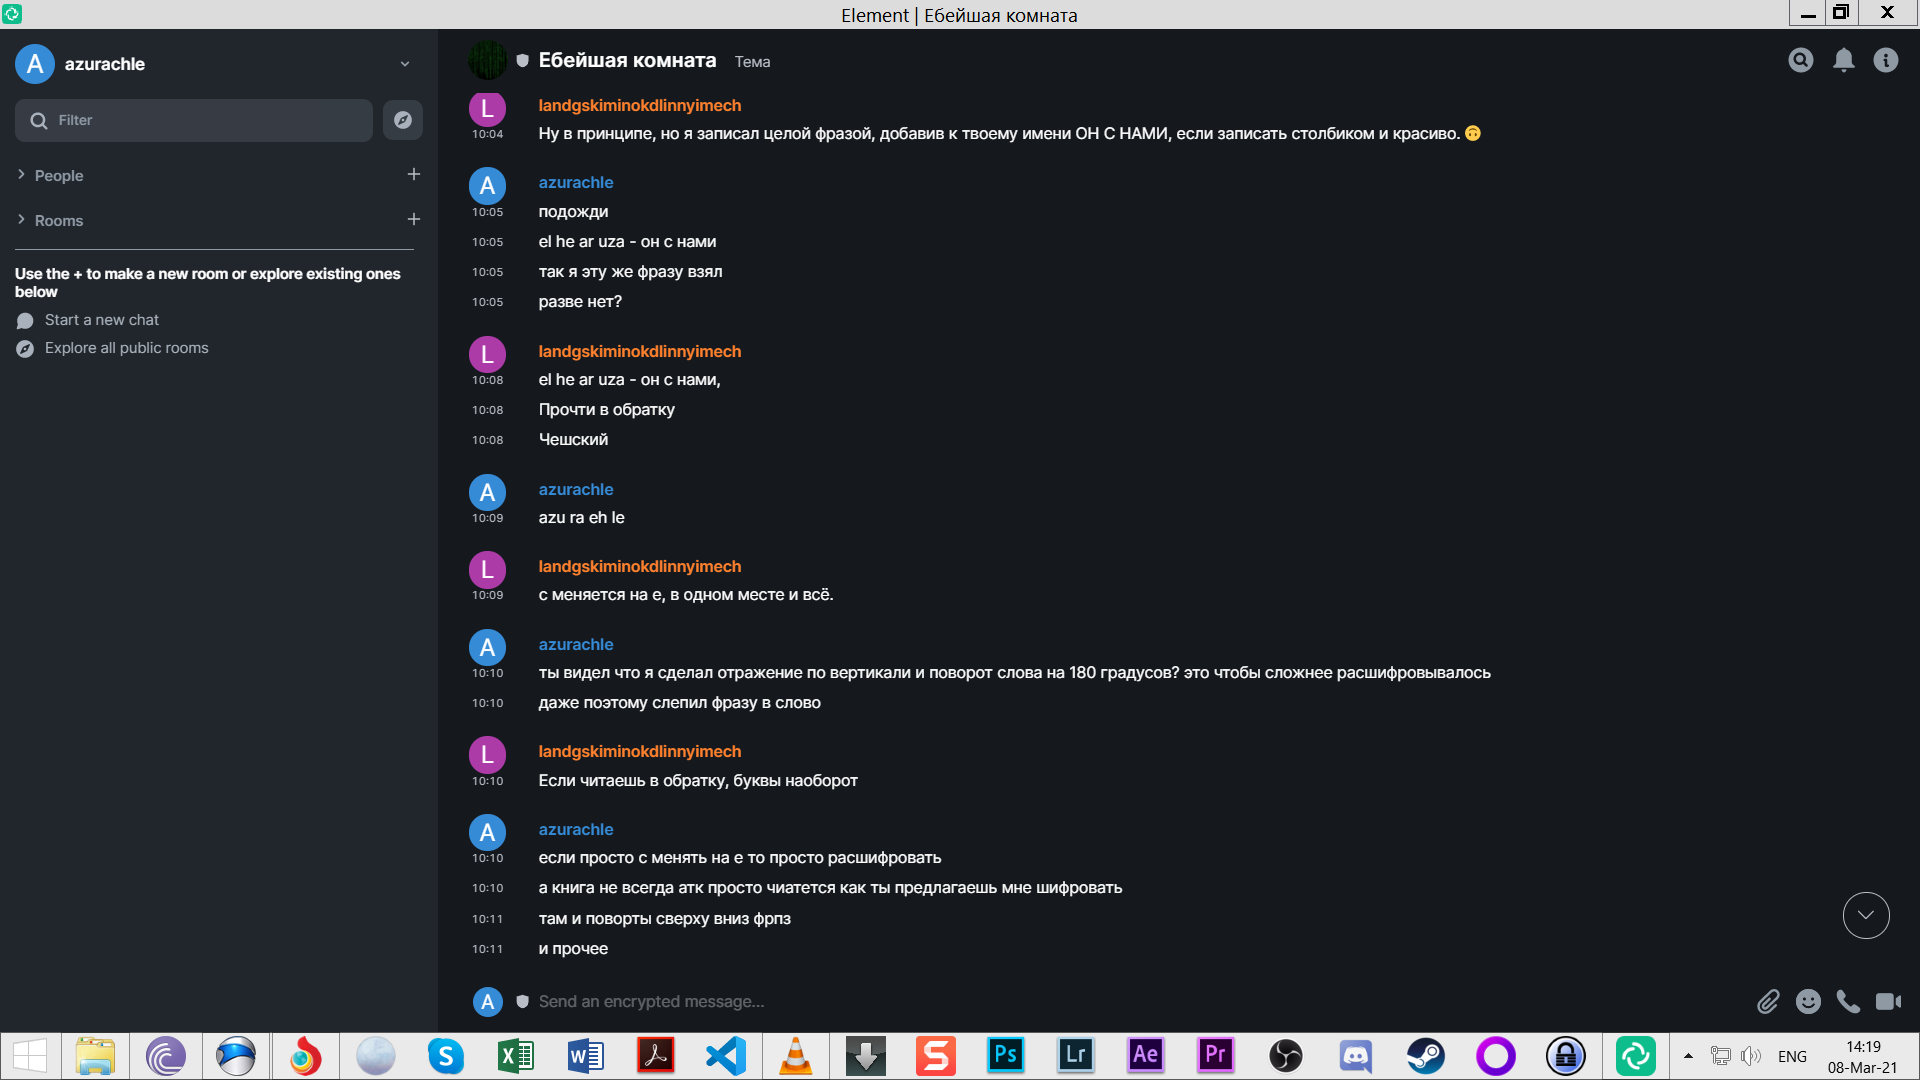 Element | Ебейшая комната
A azurachle
Filter
People
Rooms
Use the + to make a new room or explore existing ones
below
Start a new chat
Explore all public rooms
Ебейшая комната Тема
L landgskiminokdlinnyimech
10:04 Ну в принципе, но я записал целой фразой, добавив к твоему имени ОН С НАМИ, если записать столбиком и красиво. 🙃
A azurachle
10:05 подожди
10:05 el he ar uza - он с нами
10:05 так я эту же фразу взял
10:05 разве нет?
L landgskiminokdlinnyimech
10:08 el he ar uza - он с нами,
10:08 Прочти в обратку
10:08 Чешский
A azurachle
10:09 azu ra eh le
L landgskiminokdlinnyimech
10:09 с меняется на е, в одном месте и всё.
A azurachle
10:10 ты видел что я сделал отражение по вертикали и поворот слова на 180 градусов? это чтобы сложнее расшифровывалось
10:10 даже поэтому слепил фразу в слово
L landgskiminokdlinnyimech
10:10 Если читаешь в обратку, буквы наоборот
A azurachle
10:10 если просто с менять на е то просто расшифровать
10:10 а книга не всегда атк просто чиатется как ты предлагаешь мне шифровать
10:11 там и поворты сверху вниз фрпз
10:11 и прочее
A Send an encrypted message...
S X W S Ps Lr Ae Pr ENG 14:19
08-Mar-21